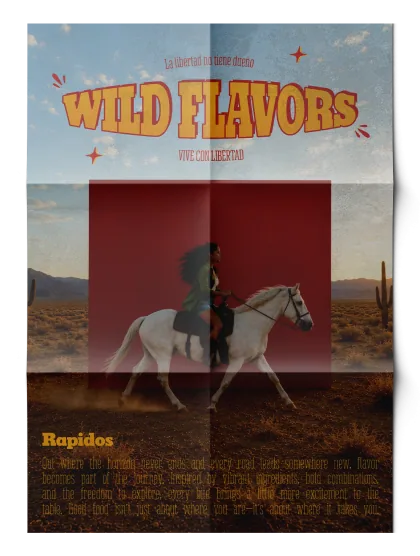 La libertad no tiene dueño
WILD FLAVORS
VIVE CON LIBERTAD
Rapidos
Out where the horizon never ends and every road leads somewhere new, flavor
becomes part of the journey. Inspired by vibrant ingredients, bold combinations,
and the freedom to explore, every bite brings a little more excitement to the
table. Good food isn't just about where you are—it's about where it takes you.